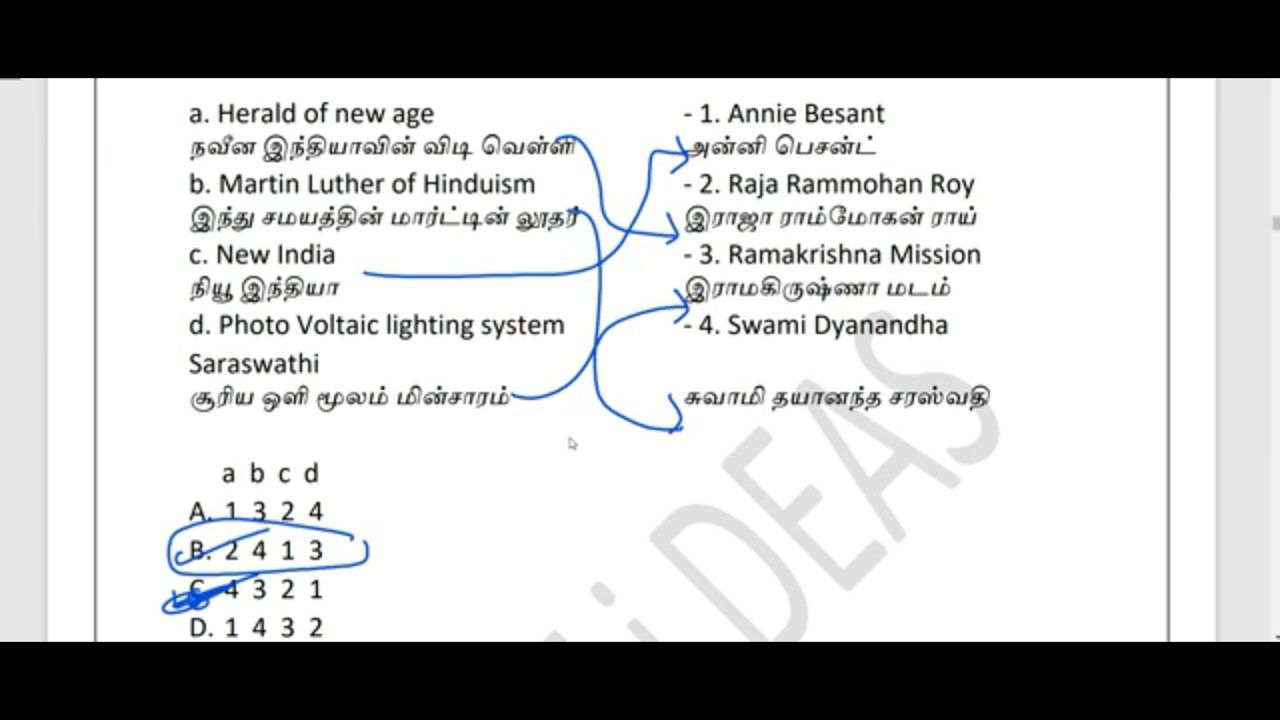 a. Herald of new age - 1. Annie Besant
நவீன இந்தியாவின் விடி வெள்ளி அன்னி பெசன்ட்
b. Martin Luther of Hinduism - 2. Raja Rammohan Roy
இந்து சமயத்தின் மார்ட்டின் லூதர் இராஜா ராம்மோகன் ராய்
c. New India - 3. Ramakrishna Mission
நியூ இந்தியா இராமகிருஷ்ணா மடம்
d. Photo Voltaic lighting system - 4. Swami Dyanandha
Saraswathi
சூரிய ஒளி மூலம் மின்சாரம் சுவாமி தயானந்த சரஸ்வதி
a b c d
A. 1 3 2 4
B. 2 4 1 3
C. 4 3 2 1
D. 1 4 3 2
DEAS